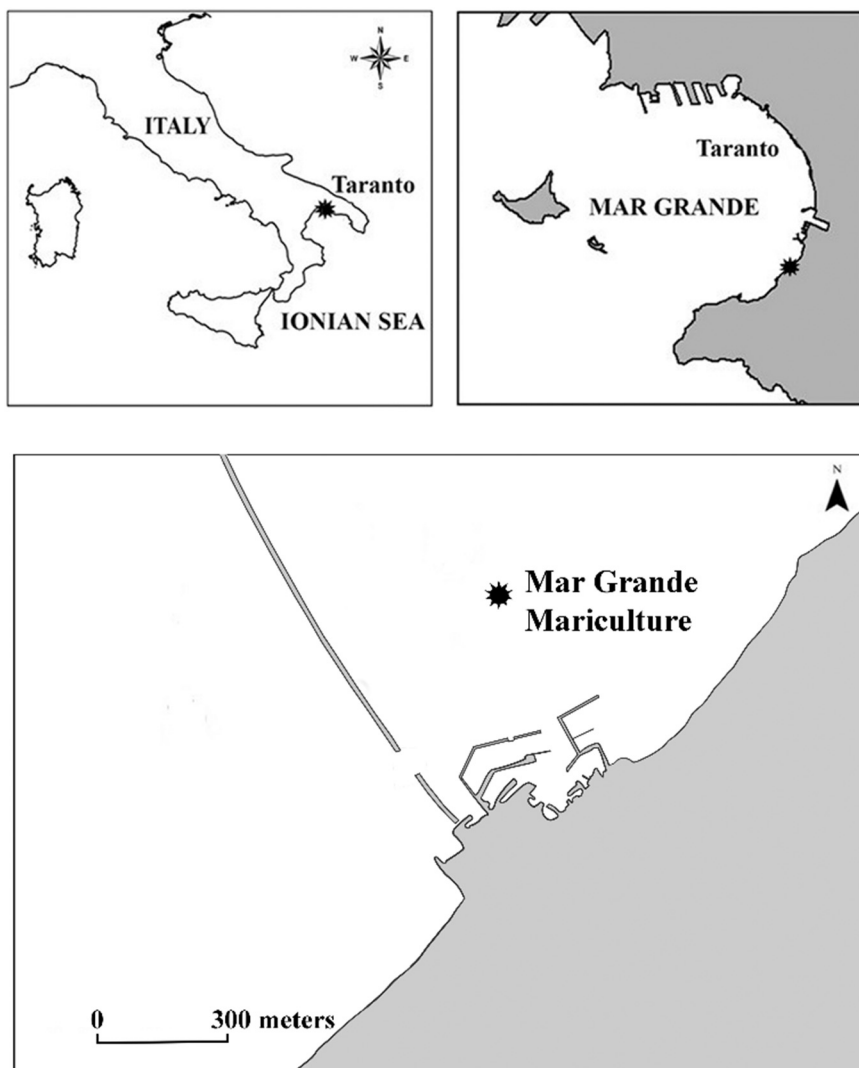 N
W E
S
ITALY
Taranto
IONIAN SEA
Taranto
MAR GRANDE
N
Mar Grande
Mariculture
0 300 meters